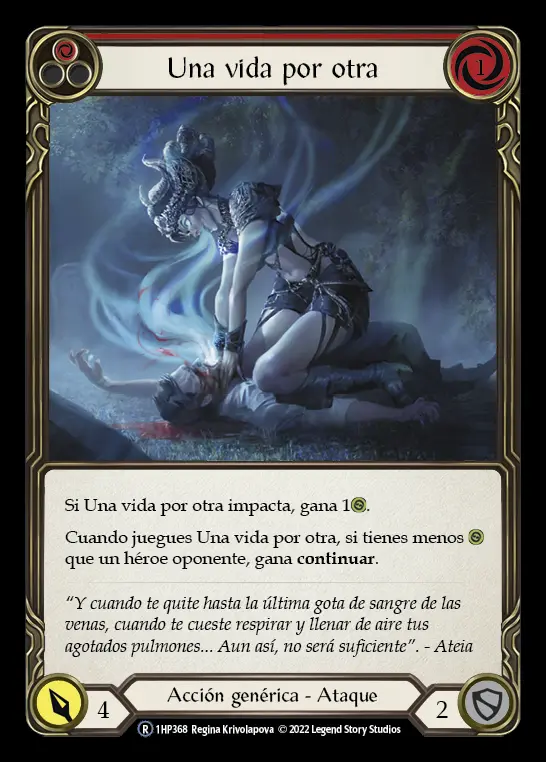 Una vida por otra
1
Si Una vida por otra impacta, gana 1.
Cuando juegues Una vida por otra, si tienes menos
que un héroe oponente, gana continuar.
“Y cuando te quite hasta la última gota de sangre de las
venas, cuando te cueste respirar y llenar de aire tus
agotados pulmones... Aun así, no será suficiente”. - Ateia
4
Acción genérica - Ataque
2
R 1HP368 Regina Krivolapova © 2022 Legend Story Studios